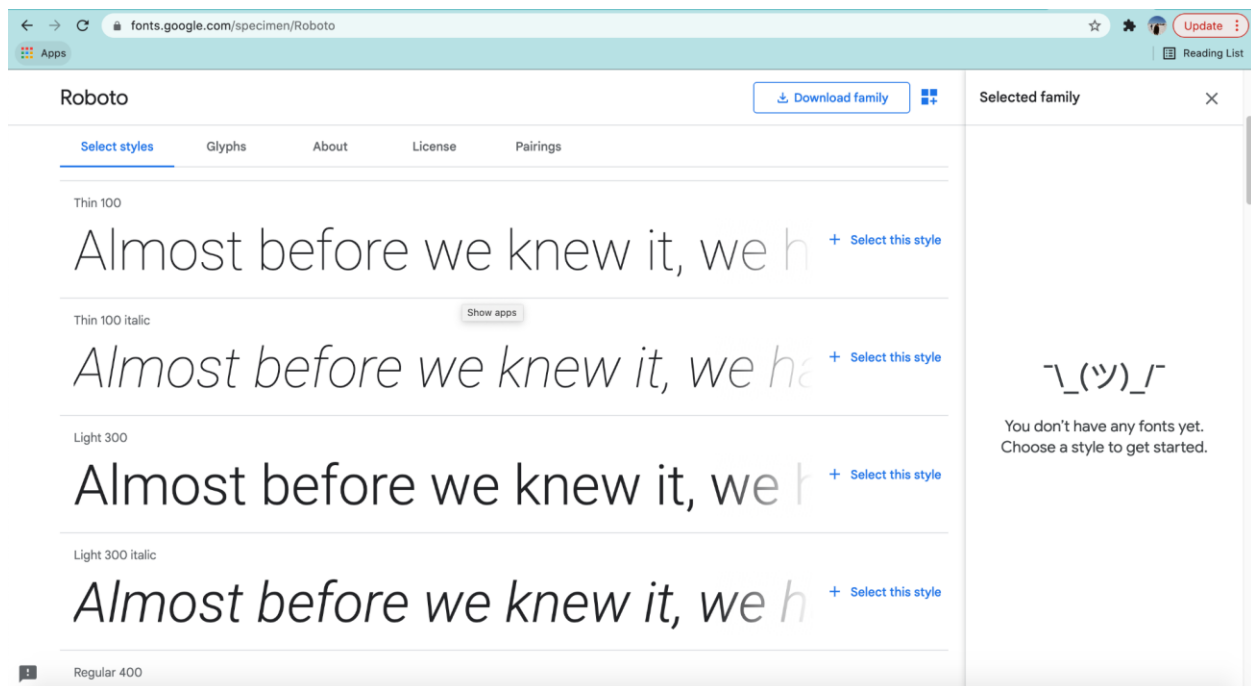 fonts.google.com/specimen/Roboto
Update
Apps
Reading List
Roboto
Download family
Selected family
Select styles Glyphs About License Pairings
Thin 100
Almost before we knew it, we h
+ Select this style
Show apps
Thin 100 italic
Almost before we knew it, we ha
+ Select this style
Light 300
Almost before we knew it, we h
+ Select this style
Light 300 italic
Almost before we knew it, we h
+ Select this style
Regular 400
¯\_(ツ)_/¯
You don't have any fonts yet.
Choose a style to get started.